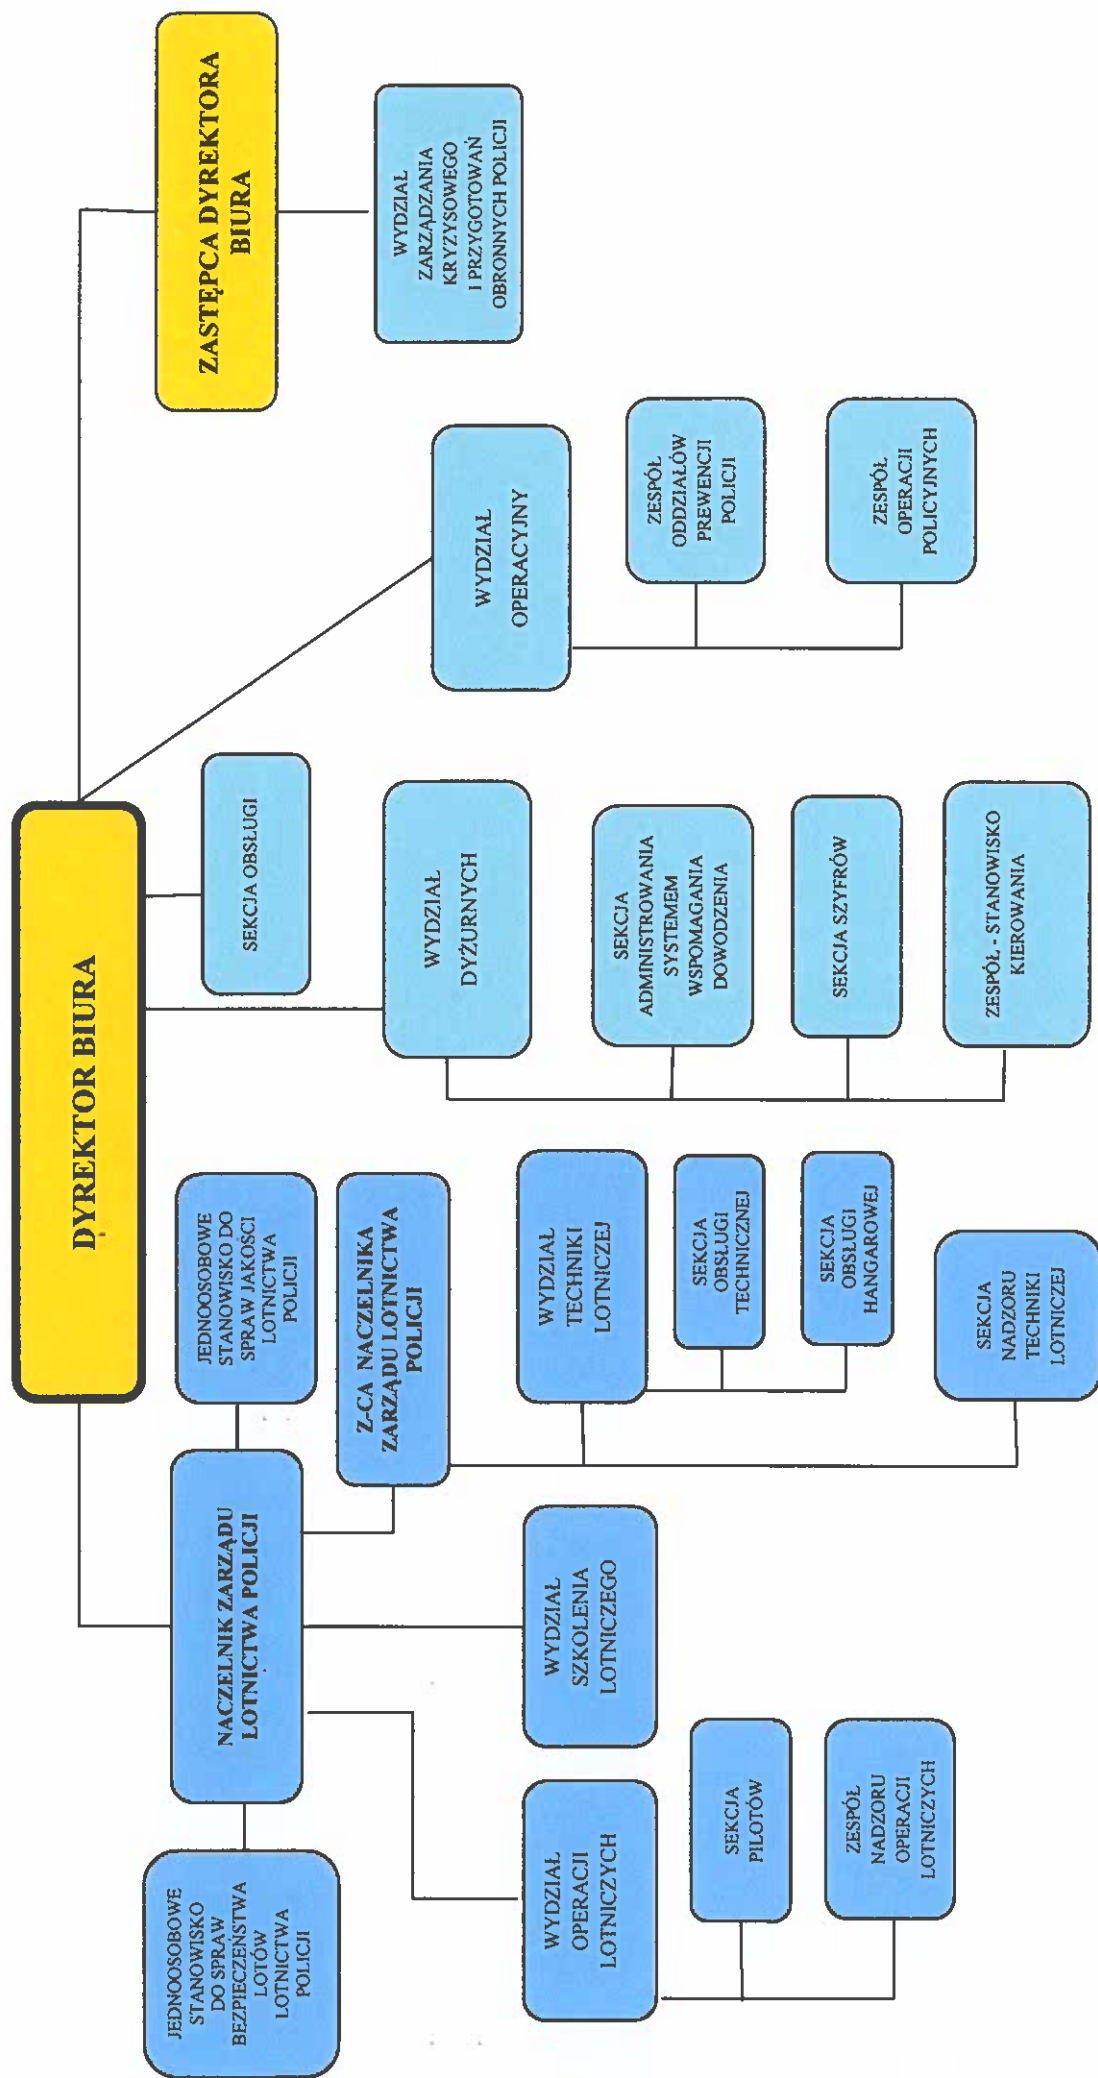 DYREKTOR BIURA
ZASTĘPCA DYREKTORA
BIURA
NACZELNIK ZARZĄDU
LOTNICTWA POLICJI
JEDNOOSOBOWE
STANOWISKO
DO SPRAW
BEZPIECZEŃSTWA
LOTÓW
LOTNICTWA
POLICJI
JEDNOOSOBOWE
STANOWISKO DO
SPRAW JAKOŚCI
LOTNICTWA
POLICJI
Z-CA NACZELNIKA
ZARZĄDU LOTNICTWA
POLICJI
WYDZIAŁ
OPERACJI
LOTNICZYCH
SEKCJA
PILOTÓW
ZESPÓŁ
NADZORU
OPERACJI
LOTNICZYCH
WYDZIAŁ
SZKOLENIA
LOTNICZEGO
WYDZIAŁ
TECHNIKI
LOTNICZEJ
SEKCJA
OBSŁUGI
TECHNICZNEJ
SEKCJA
OBSŁUGI
HANGAROWEJ
SEKCJA
NADZORU
TECHNIKI
LOTNICZEJ
SEKCJA OBSŁUGI
WYDZIAŁ
DYŻURNYCH
SEKCJA
ADMINISTROWANIA
SYSTEMEM
WSPOMAGANIA
DOWODZENIA
SEKCJA SZYFRÓW
ZESPÓŁ - STANOWISKO
KIEROWANIA
WYDZIAŁ
OPERACYJNY
ZESPÓŁ
ODDZIAŁÓW
PREWENCJI
POLICJI
ZESPÓŁ
OPERACJI
POLICYJNYCH
WYDZIAŁ
ZARZĄDZANIA
KRYZYSOWEGO
I PRZYGOTOWAŃ
OBRONNYCH POLICJI